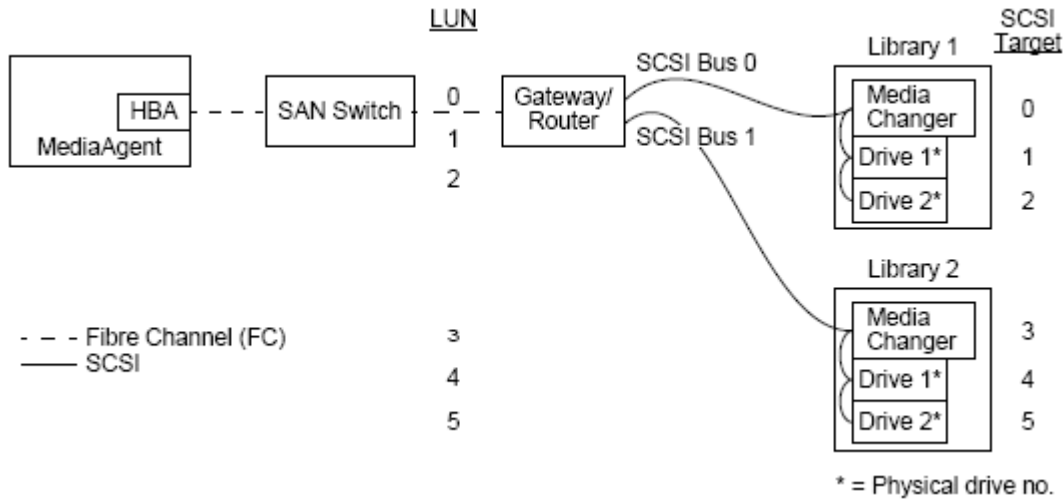 LUN
SCSI
Target
Library 1
SCSI Bus 0
HBA
MediaAgent
SAN Switch
0
1
2
Gateway/
Router
SCSI Bus 1
Media
Changer
0
Drive 1*
1
Drive 2*
2
Library 2
- - - Fibre Channel (FC)
SCSI
3
4
5
Media
Changer
3
Drive 1*
4
Drive 2*
5
* = Physical drive no.